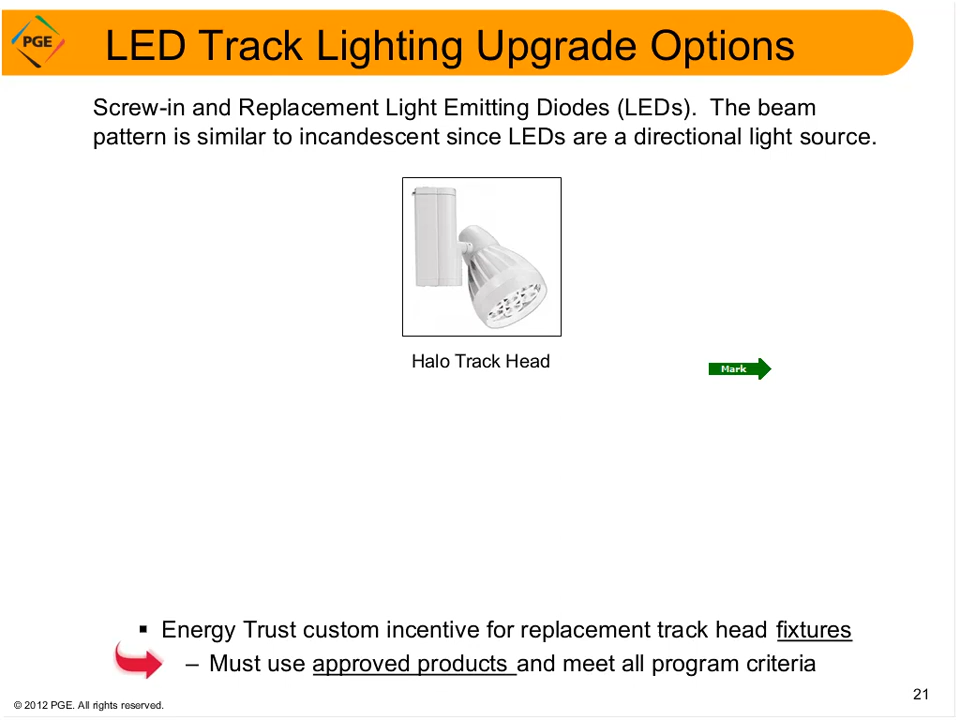 PGE
LED Track Lighting Upgrade Options
Screw-in and Replacement Light Emitting Diodes (LEDs). The beam
pattern is similar to incandescent since LEDs are a directional light source.
Halo Track Head
Mark
▪ Energy Trust custom incentive for replacement track head fixtures
– Must use approved products and meet all program criteria
21
© 2012 PGE. All rights reserved.